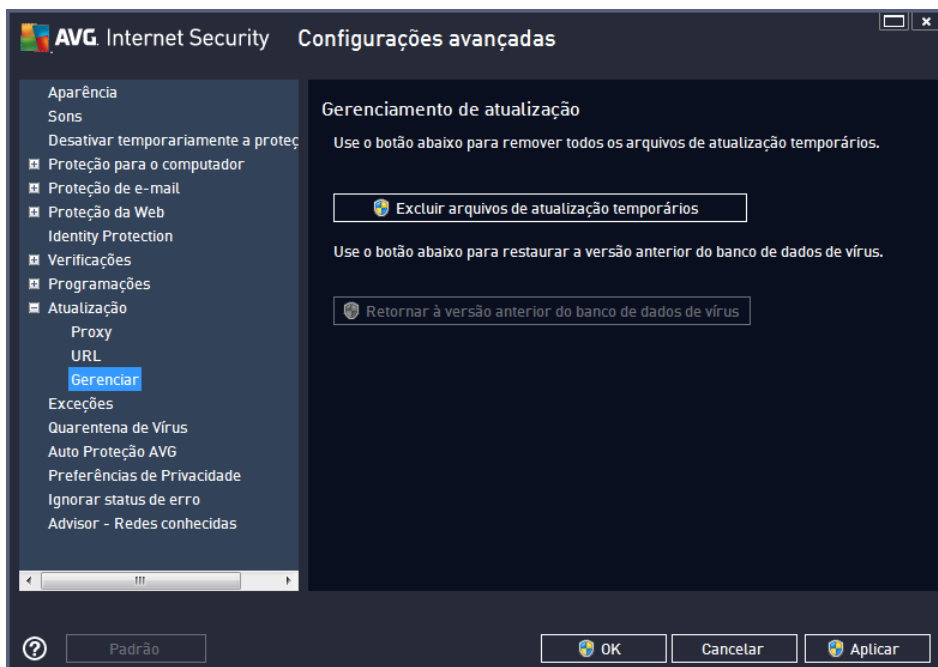 AVG. Internet Security Configurações avançadas
Aparência
Sons
Desativar temporariamente a proteç
Proteção para o computador
Proteção de e-mail
Proteção da Web
Identity Protection
Verificações
Programações
Atualização
Proxy
URL
Gerenciar
Exceções
Quarentena de Vírus
Auto Proteção AVG
Preferências de Privacidade
Ignorar status de erro
Advisor - Redes conhecidas
Gerenciamento de atualização
Use o botão abaixo para remover todos os arquivos de atualização temporários.
Excluir arquivos de atualização temporários
Use o botão abaixo para restaurar a versão anterior do banco de dados de vírus.
Retornar à versão anterior do banco de dados de vírus
Padrão
OK
Cancelar
Aplicar